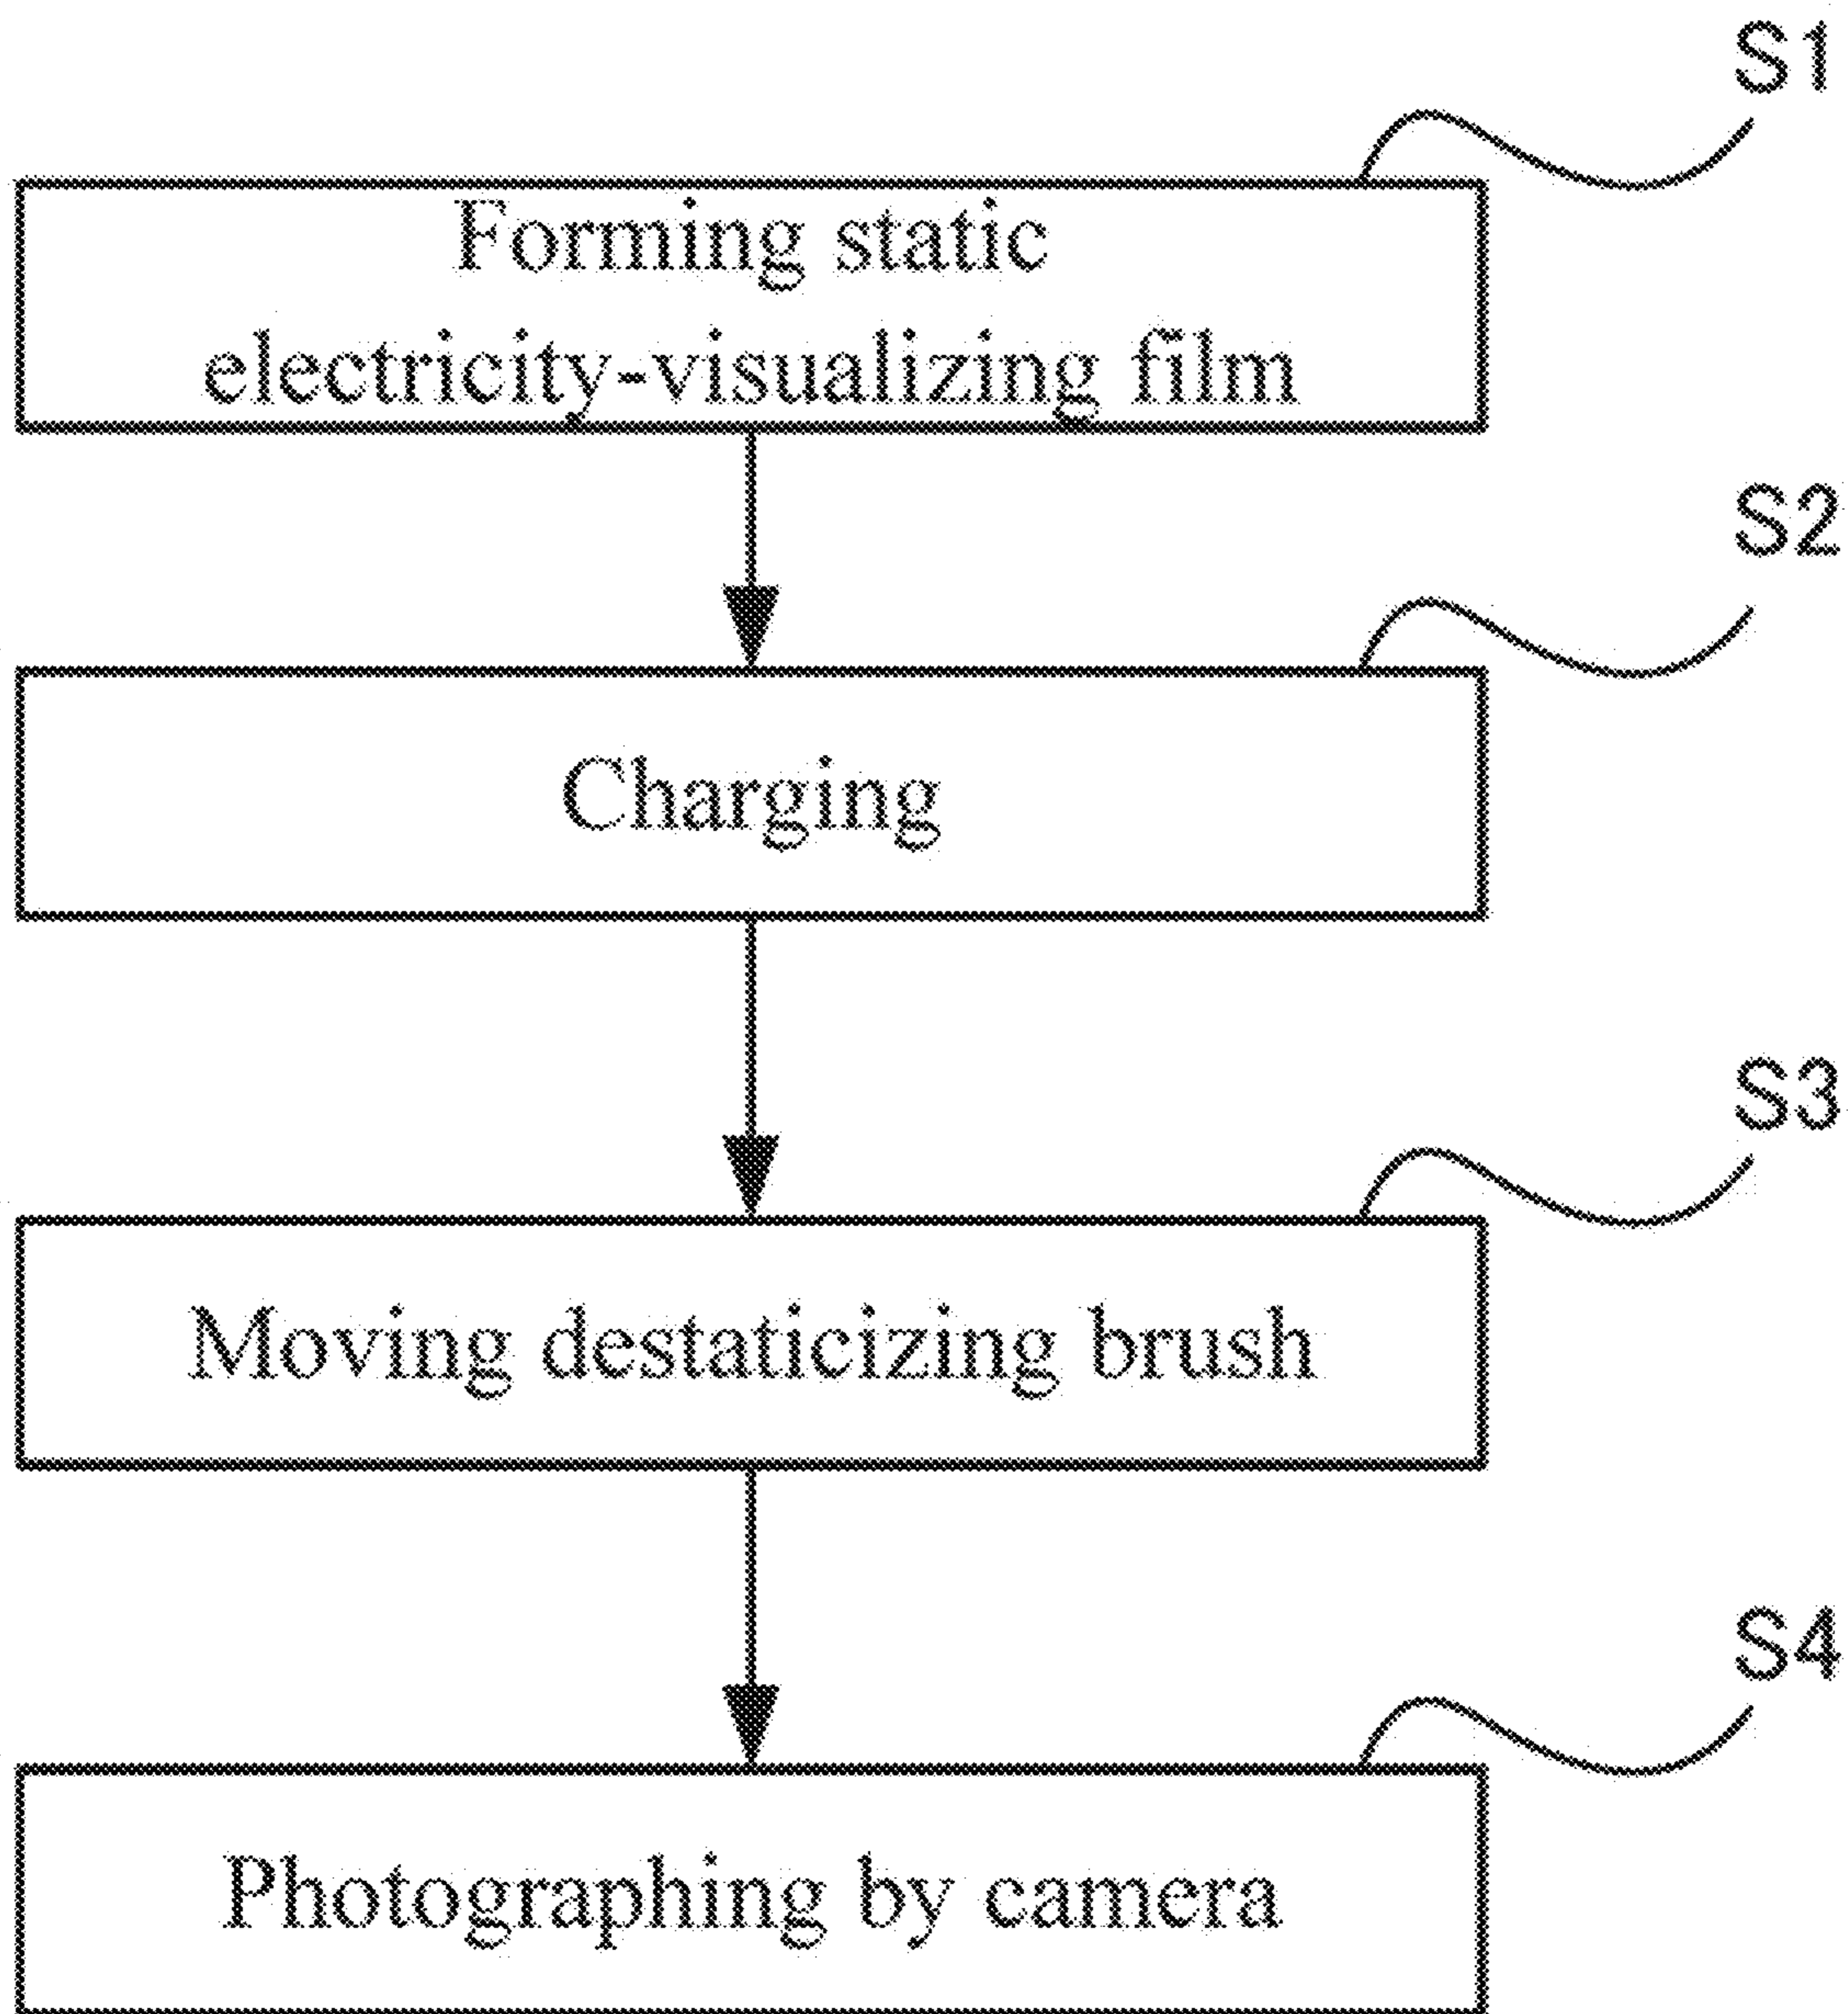 S1
Forming static
electricity-visualizing film
S2
Charging
S3
Moving destaticizing brush
S4
Photographing by camera